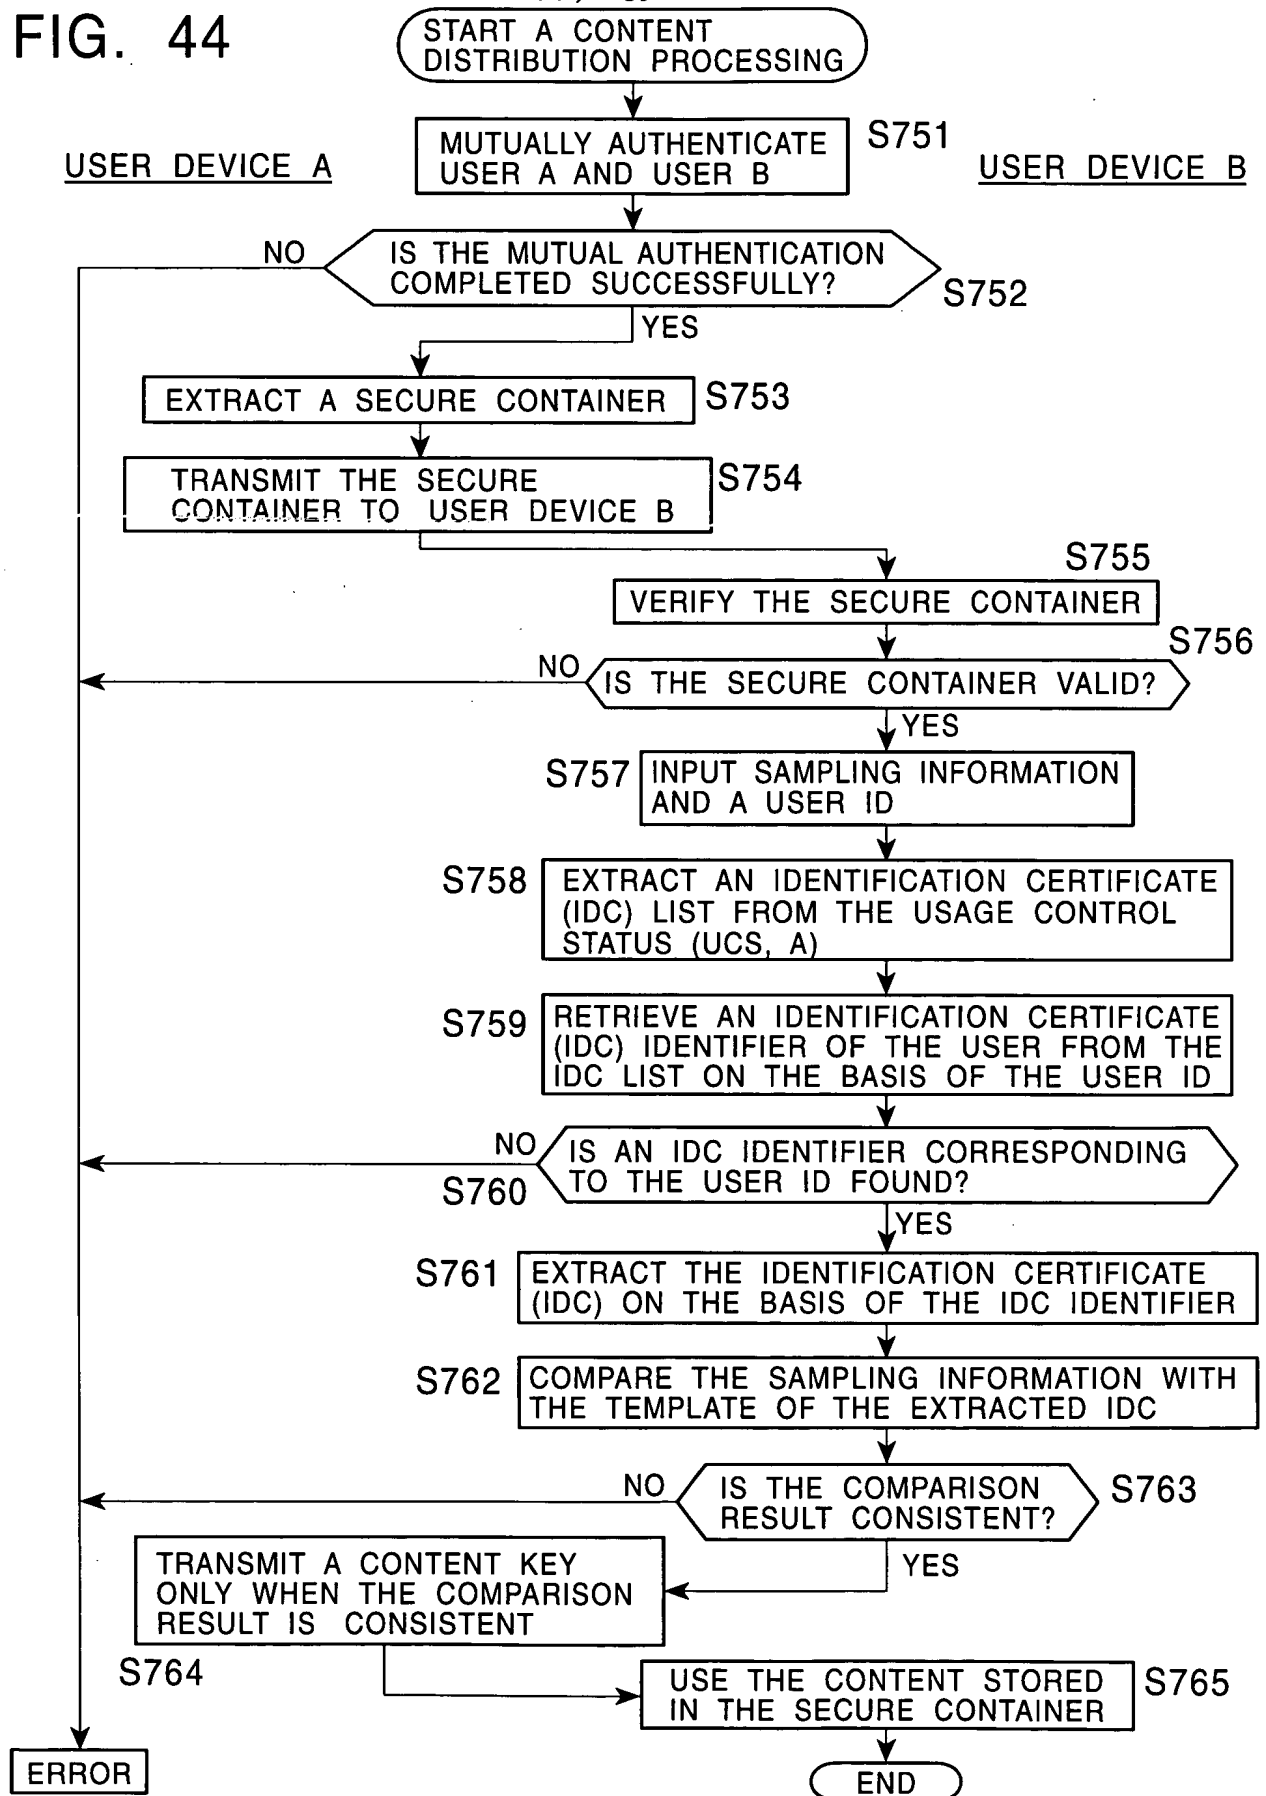 FIG. 44
START A CONTENT
DISTRIBUTION PROCESSING
USER DEVICE A
MUTUALLY AUTHENTICATE
USER A AND USER B
S751
USER DEVICE B
NO
IS THE MUTUAL AUTHENTICATION
COMPLETED SUCCESSFULLY?
S752
YES
EXTRACT A SECURE CONTAINER
S753
TRANSMIT THE SECURE
CONTAINER TO USER DEVICE B
S754
S755
VERIFY THE SECURE CONTAINER
S756
NO
IS THE SECURE CONTAINER VALID?
YES
S757
INPUT SAMPLING INFORMATION
AND A USER ID
S758
EXTRACT AN IDENTIFICATION CERTIFICATE
(IDC) LIST FROM THE USAGE CONTROL
STATUS (UCS, A)
S759
RETRIEVE AN IDENTIFICATION CERTIFICATE
(IDC) IDENTIFIER OF THE USER FROM THE
IDC LIST ON THE BASIS OF THE USER ID
NO
IS AN IDC IDENTIFIER CORRESPONDING
TO THE USER ID FOUND?
S760
YES
S761
EXTRACT THE IDENTIFICATION CERTIFICATE
(IDC) ON THE BASIS OF THE IDC IDENTIFIER
S762
COMPARE THE SAMPLING INFORMATION WITH
THE TEMPLATE OF THE EXTRACTED IDC
NO
IS THE COMPARISON
RESULT CONSISTENT?
S763
YES
TRANSMIT A CONTENT KEY
ONLY WHEN THE COMPARISON
RESULT IS CONSISTENT
S764
USE THE CONTENT STORED
IN THE SECURE CONTAINER
S765
ERROR
END